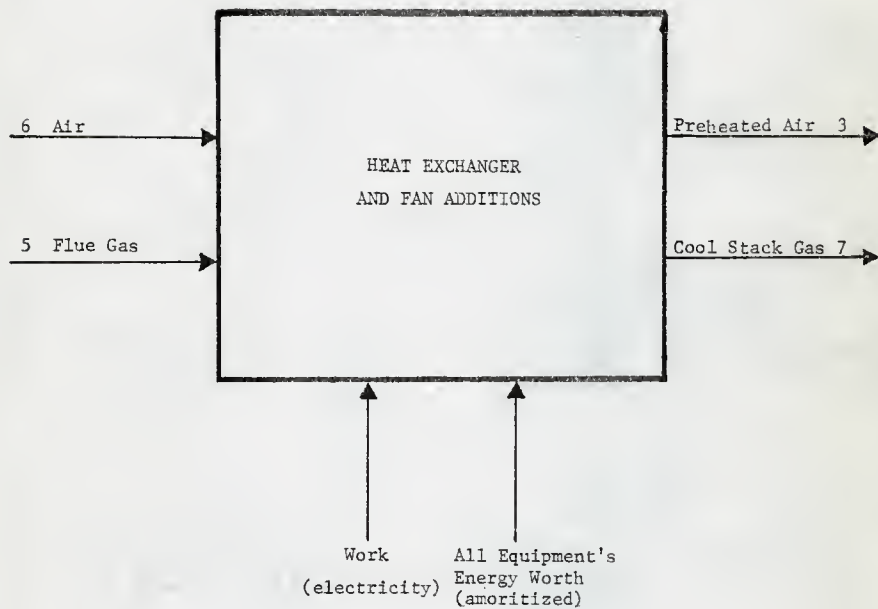 6 Air
Preheated Air 3
HEAT EXCHANGER
AND FAN ADDITIONS
5 Flue Gas
Cool Stack Gas 7
Work
(electricity)
All Equipment's
Energy Worth
(amoritized)